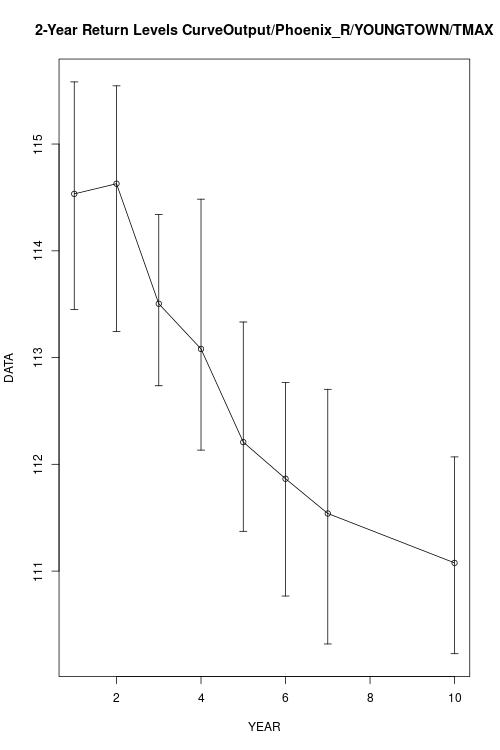 2-Year Return Levels CurveOutput/Phoenix_R/YOUNGTOWN/TMAX
115
114
113
112
111
DATA
2 4 6 8 10
YEAR